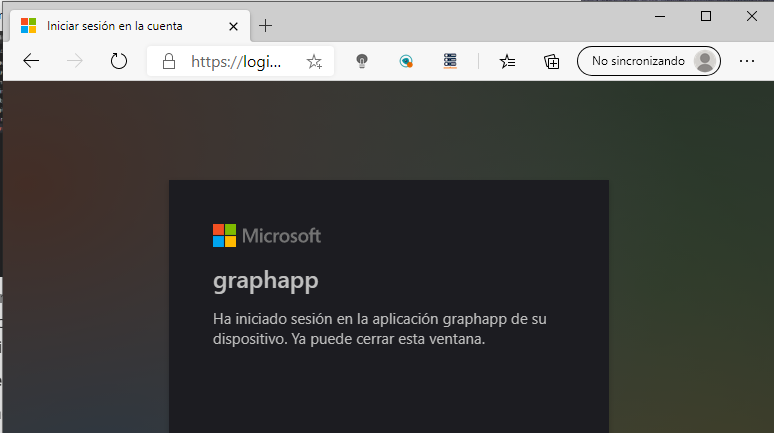 Iniciar sesión en la cuenta
https://logi...
No sincronizando
Microsoft
graphapp
Ha iniciado sesión en la aplicación graphapp de su
dispositivo. Ya puede cerrar esta ventana.